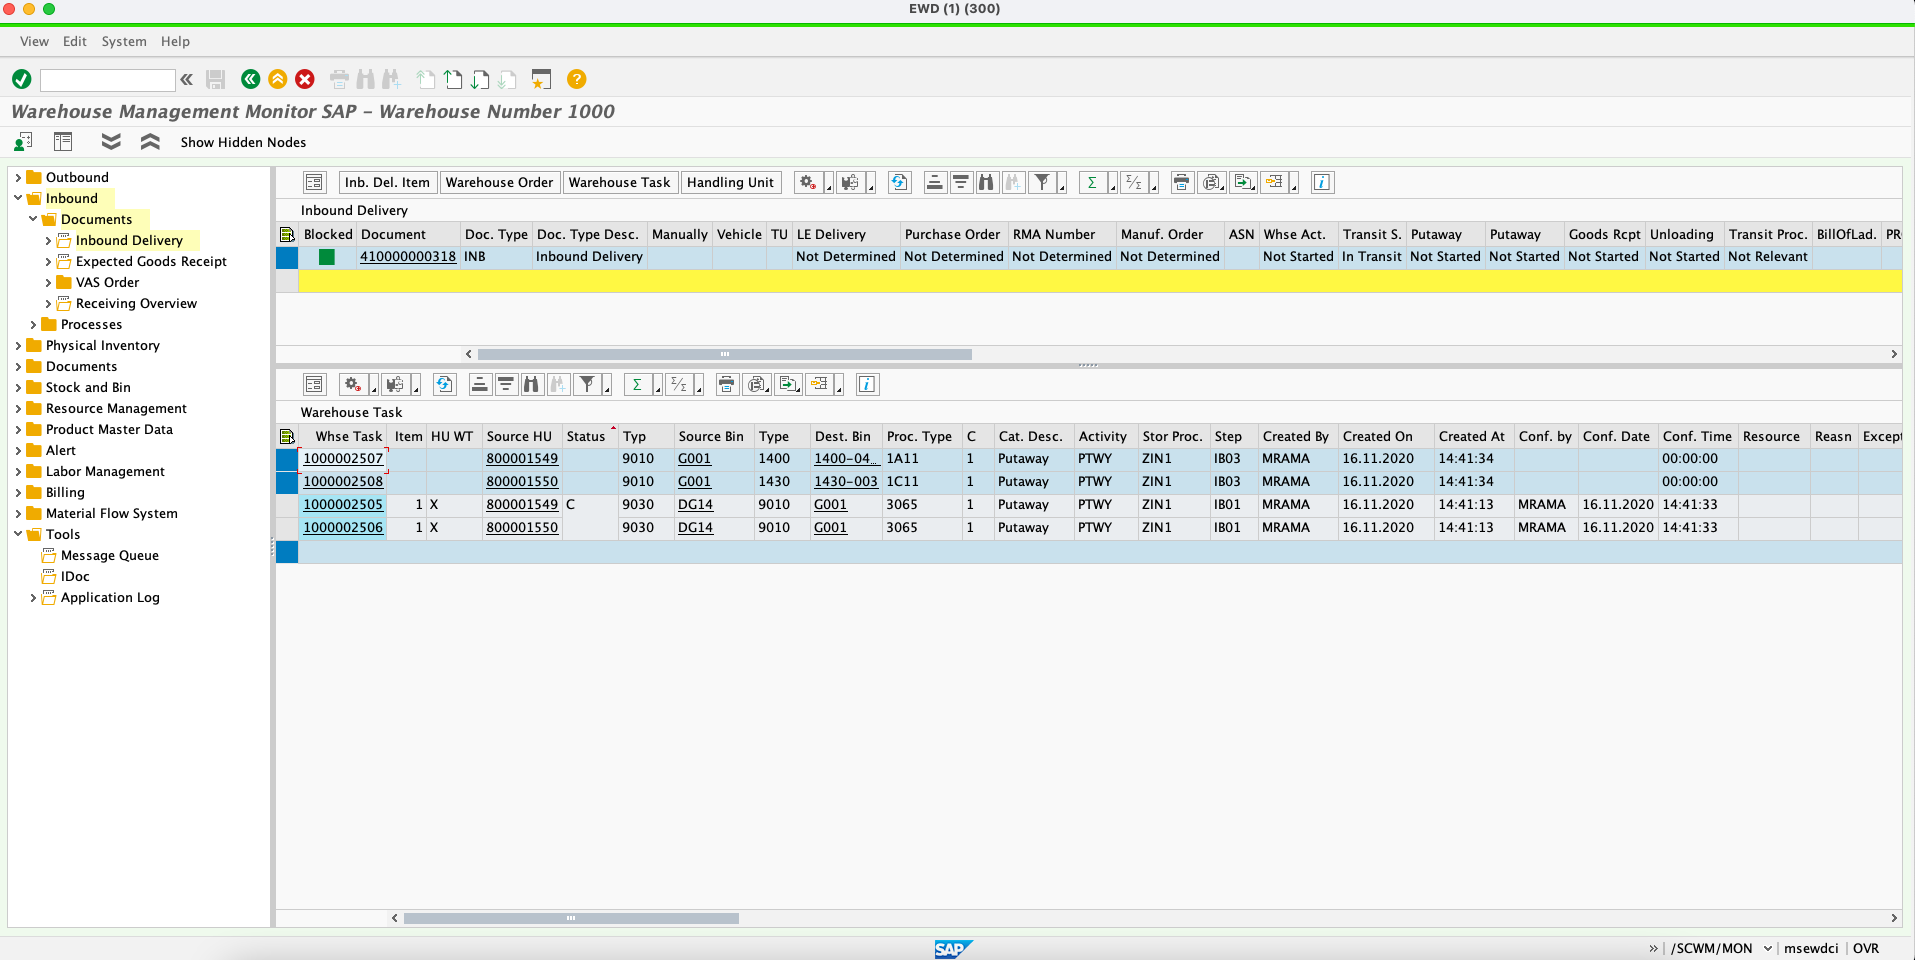 EWD (1) (300)
View Edit System Help
Warehouse Management Monitor SAP - Warehouse Number 1000
Show Hidden Nodes
Outbound
Inbound
Documents
Inbound Delivery
Expected Goods Receipt
VAS Order
Receiving Overview
Processes
Physical Inventory
Documents
Stock and Bin
Resource Management
Product Master Data
Alert
Labor Management
Billing
Material Flow System
Tools
Message Queue
IDoc
Application Log
Inb. Del. Item Warehouse Order Warehouse Task Handling Unit
Inbound Delivery
Blocked Document Doc. Type Doc. Type Desc. Manually Vehicle TU LE Delivery Purchase Order RMA Number Manuf. Order ASN Whse Act. Transit S. Putaway Putaway Goods Rcpt Unloading Transit Proc. BillOfLad. PR
410000000318 INB Inbound Delivery Not Determined Not Determined Not Determined Not Determined Not Started In Transit Not Started Not Started Not Started Not Started Not Relevant
Warehouse Task
Whse Task Item HU WT Source HU Status Typ Source Bin Type Dest. Bin Proc. Type C Cat. Desc. Activity Stor Proc. Step Created By Created On Created At Conf. by Conf. Date Conf. Time Resource Reasn Except
1000002507 800001549 9010 G001 1400 1400-04... 1A11 1 Putaway PTWY ZIN1 IB03 MRAMA 16.11.2020 14:41:34 00:00:00
1000002508 800001550 9010 G001 1430 1430-003 1C11 1 Putaway PTWY ZIN1 IB03 MRAMA 16.11.2020 14:41:34 00:00:00
1000002505 1 X 800001549 C 9030 DG14 9010 G001 3065 1 Putaway PTWY ZIN1 IB01 MRAMA 16.11.2020 14:41:13 MRAMA 16.11.2020 14:41:33
1000002506 1 X 800001550 9030 DG14 9010 G001 3065 1 Putaway PTWY ZIN1 IB01 MRAMA 16.11.2020 14:41:13 MRAMA 16.11.2020 14:41:33
SAP
/SCWM/MON msewdci OVR